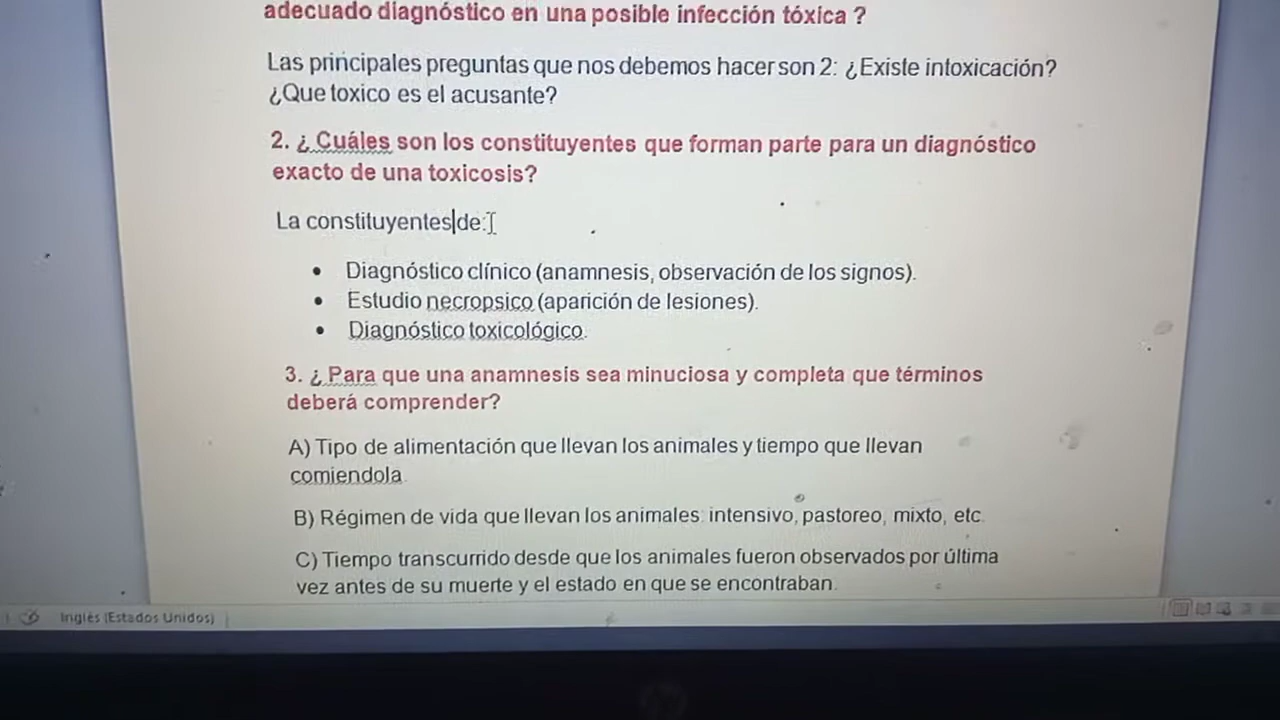 adecuado diagnóstico en una posible infección tóxica ?
Las principales preguntas que nos debemos hacer son 2: ¿Existe intoxicación?
¿Que toxico es el acusante?
2. ¿ Cuáles son los constituyentes que forman parte para un diagnóstico
exacto de una toxicosis?
La constituyentes de:
• Diagnóstico clínico (anamnesis, observación de los signos).
• Estudio necropsico (aparición de lesiones).
• Diagnóstico toxicológico.
3. ¿ Para que una anamnesis sea minuciosa y completa que términos
deberá comprender?
A) Tipo de alimentación que llevan los animales y tiempo que llevan
comiendola.
B) Régimen de vida que llevan los animales: intensivo, pastoreo, mixto, etc.
C) Tiempo transcurrido desde que los animales fueron observados por última
vez antes de su muerte y el estado en que se encontraban.
Inglés (Estados Unidos)